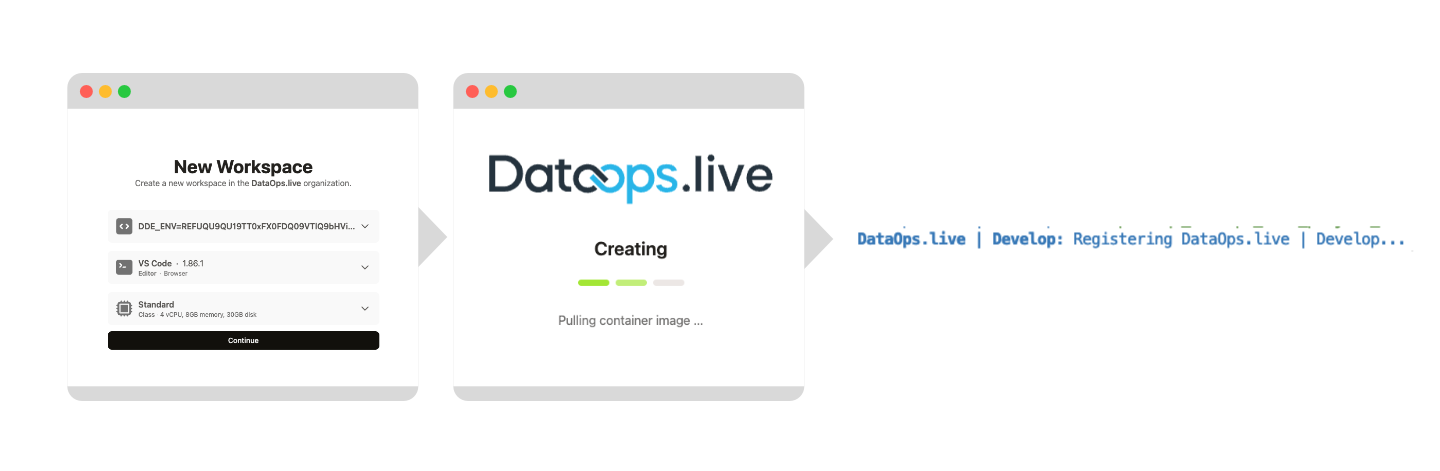 New Workspace
Create a new workspace in the DataOps.live organization.
DDE_ENV=REFUQU9QU19TT0xFX0FDQ09VTlQ9bHVi...
VS Code · 1.86.1
Editor · Browser
Standard
Class · 4 vCPU, 8GB memory, 30GB disk
Continue
DataOps.live
Creating
Pulling container image ...
DataOps.live | Develop: Registering DataOps.live | Develop...